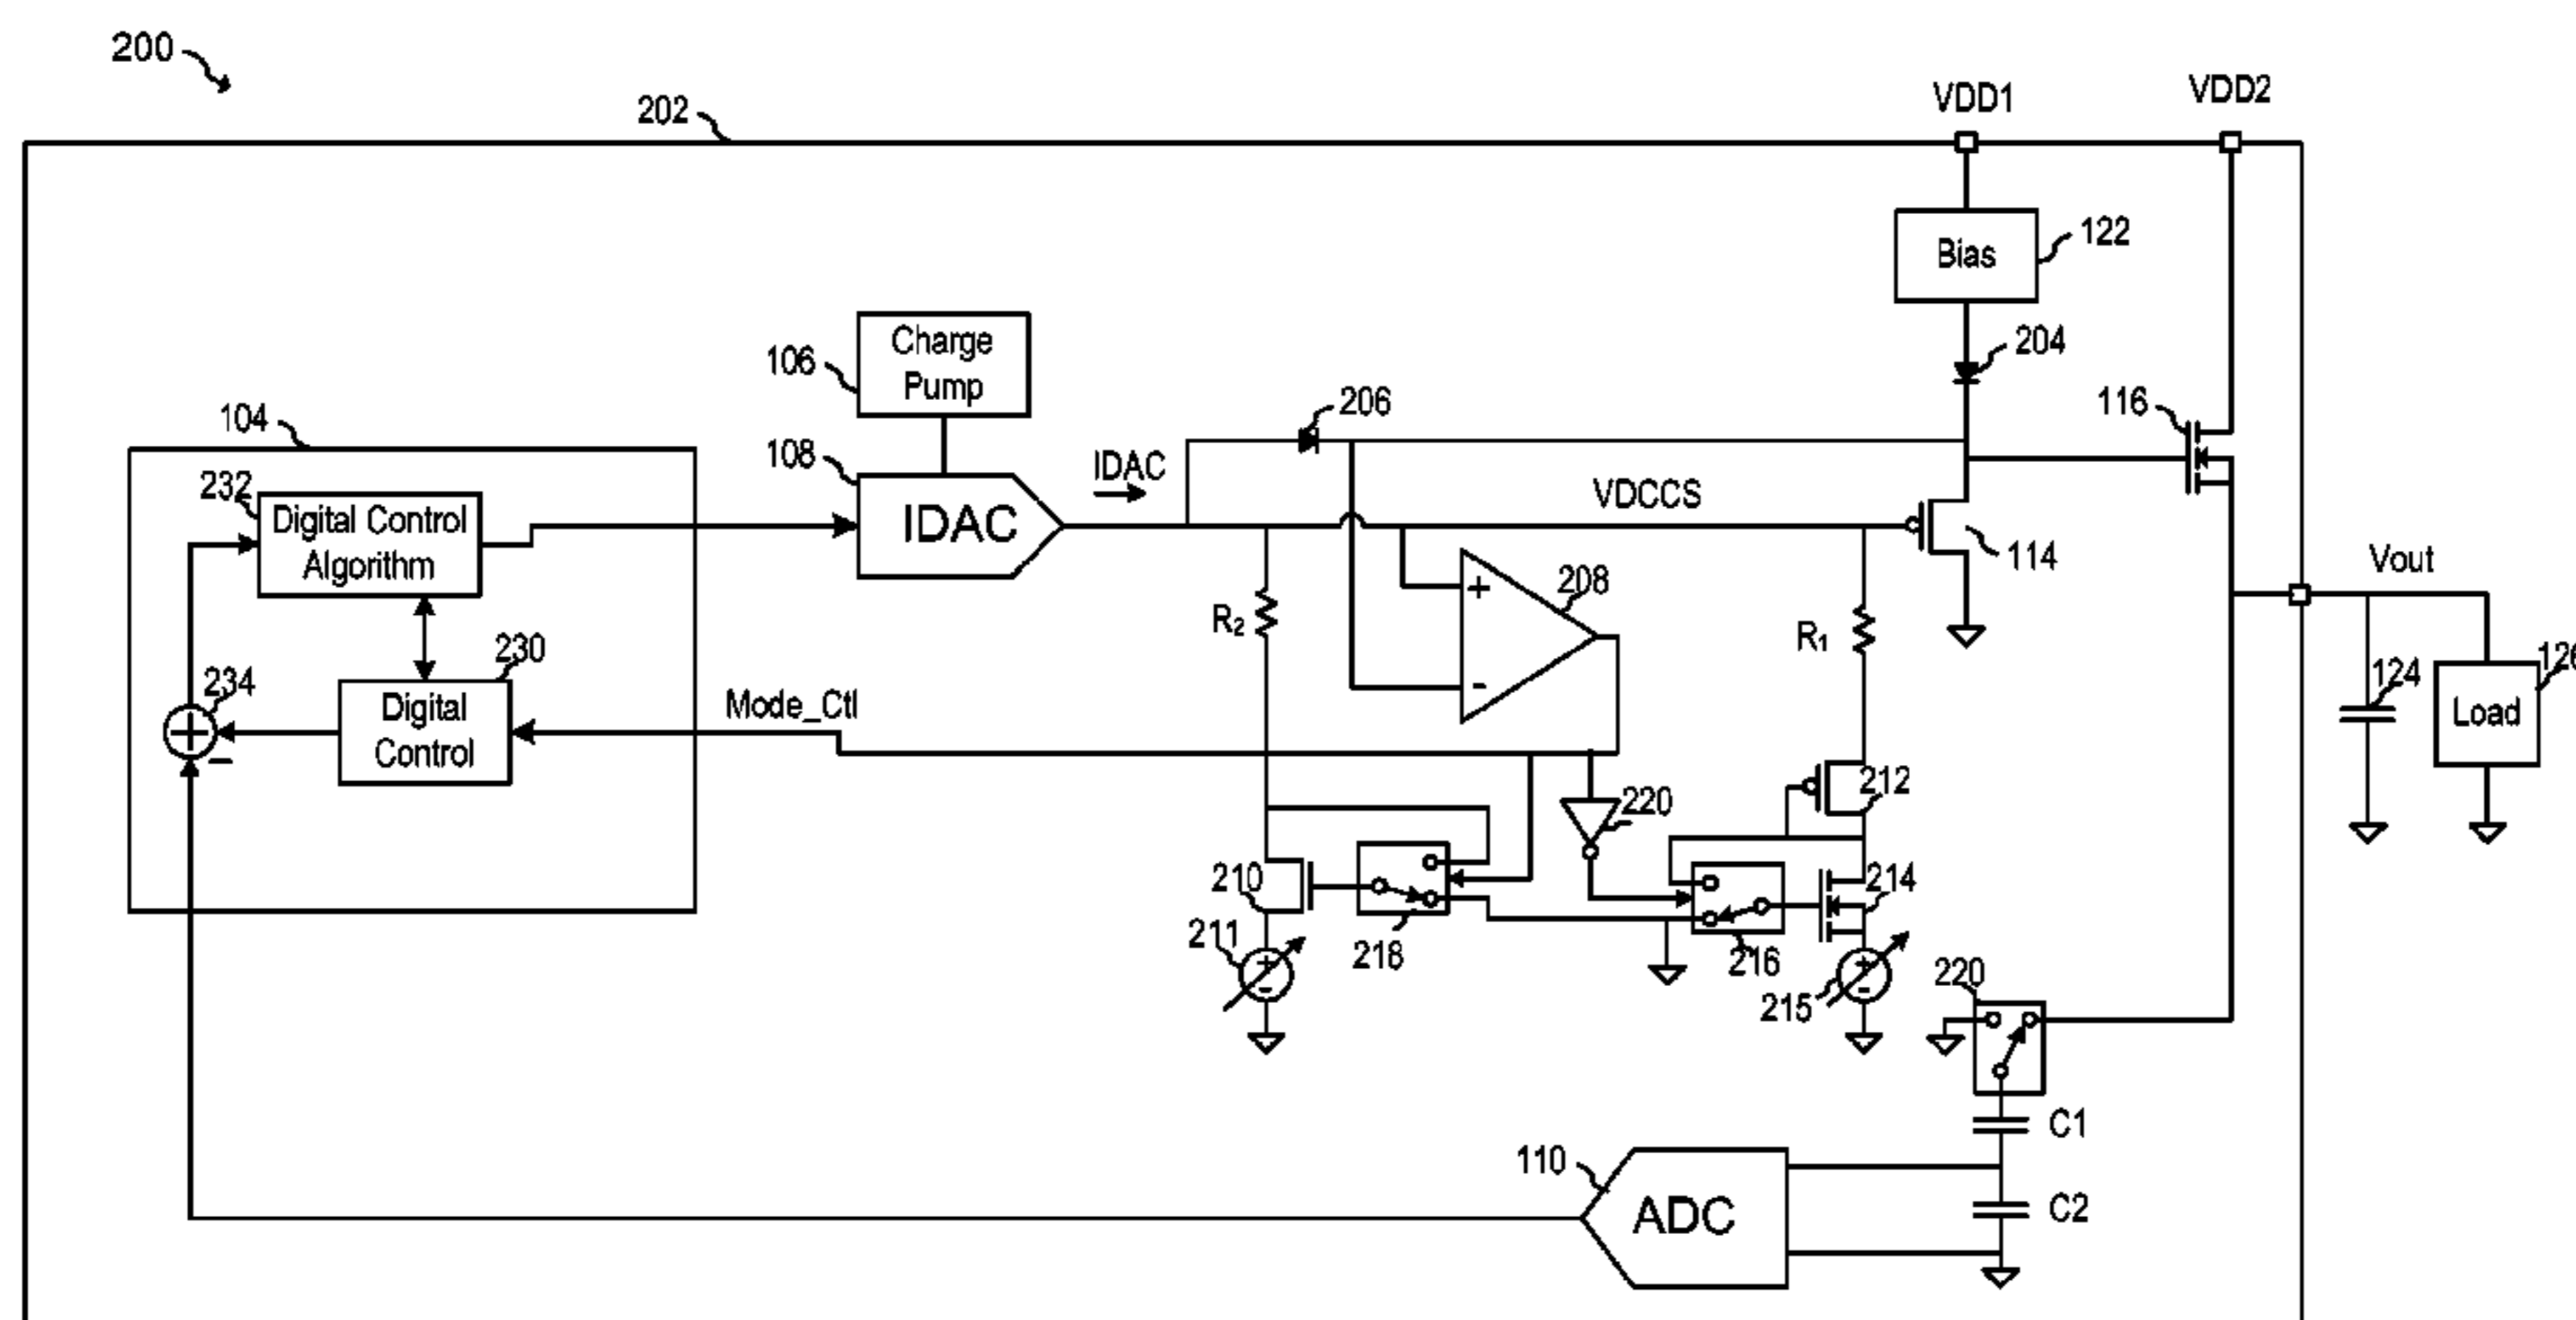 200
202
VDD1
VDD2
Bias
122
204
Charge
Pump
106
206
116
104
108
IDAC
IDAC
VDCCS
232
Digital Control
Algorithm
114
Vout
R₂
+
-
208
R₁
230
234
Digital
Control
+
-
Mode_Ctl
124
126
Load
212
220
210
214
211
+
-
218
216
+
-
215
220
C1
110
ADC
C2